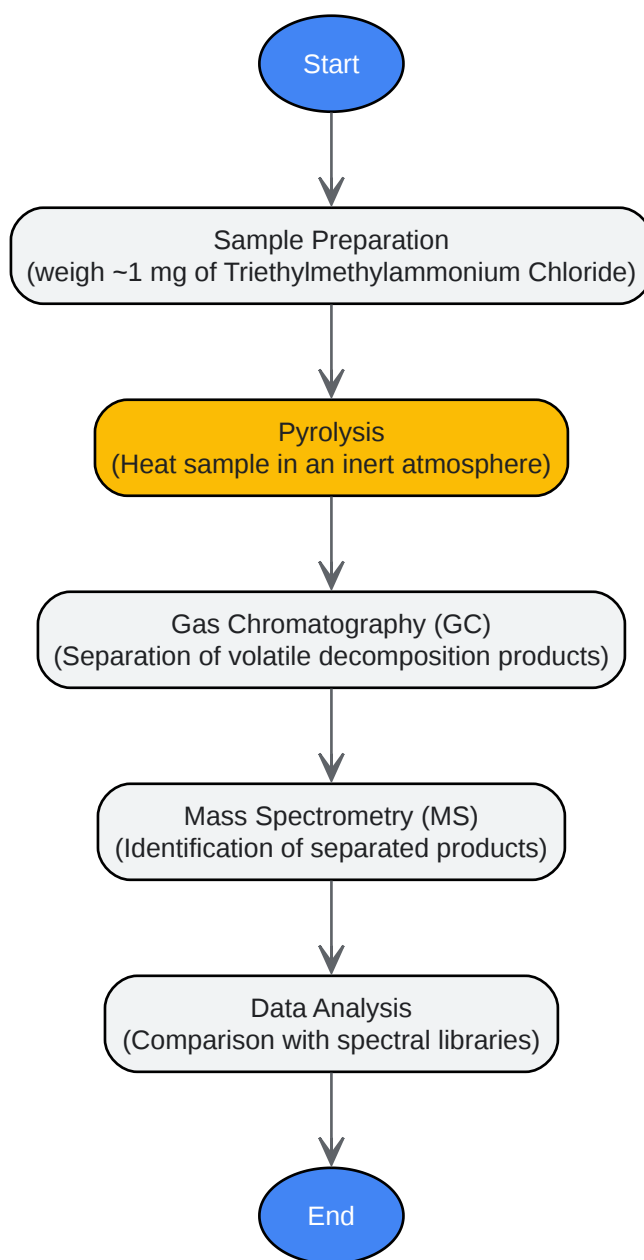 Start
Sample Preparation
(weigh ~1 mg of Triethylmethylammonium Chloride)
Pyrolysis
(Heat sample in an inert atmosphere)
Gas Chromatography (GC)
(Separation of volatile decomposition products)
Mass Spectrometry (MS)
(Identification of separated products)
Data Analysis
(Comparison with spectral libraries)
End